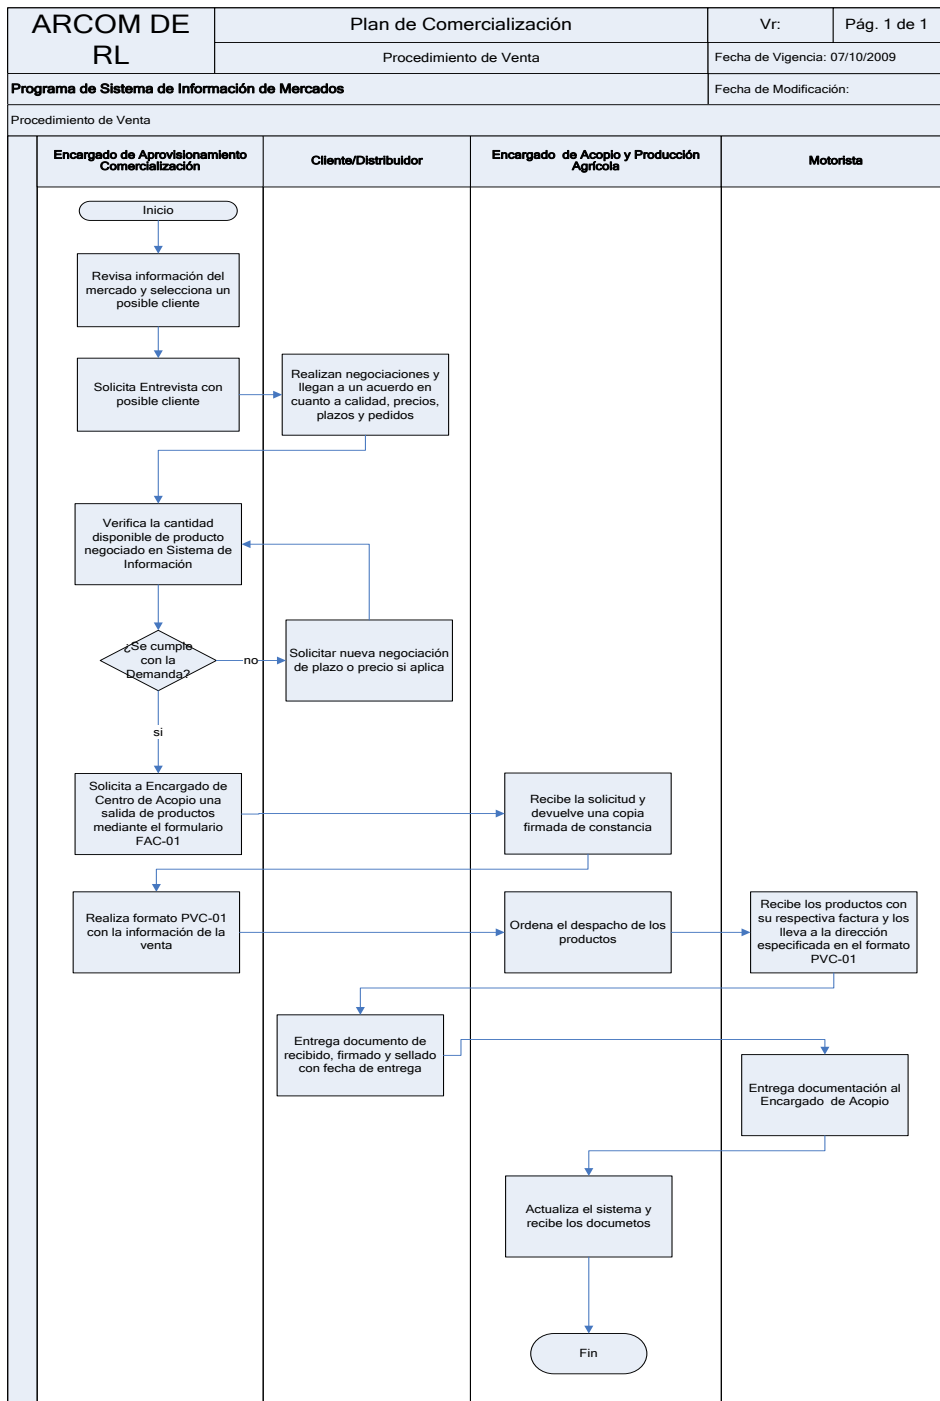 ARCOM DE
RL
Plan de Comercialización
Vr:
Pág. 1 de 1
Procedimiento de Venta
Fecha de Vigencia: 07/10/2009
Programa de Sistema de Información de Mercados
Fecha de Modificación:
Procedimiento de Venta
Encargado de Aprovisionamiento
Comercialización
Cliente/Distribuidor
Encargado de Acopio y Producción
Agrícola
Motorista
Inicio
Revisa información del
mercado y selecciona un
posible cliente
Solicita Entrevista con
posible cliente
Realizan negociaciones y
llegan a un acuerdo en
cuanto a calidad, precios,
plazos y pedidos
Verifica la cantidad
disponible de producto
negociado en Sistema de
Información
¿Se cumple
con la
Demanda?
no
Solicitar nueva negociación
de plazo o precio si aplica
si
Solicita a Encargado de
Centro de Acopio una
salida de productos
mediante el formulario
FAC-01
Recibe la solicitud y
devuelve una copia
firmada de constancia
Realiza formato PVC-01
con la información de la
venta
Ordena el despacho de los
productos
Recibe los productos con
su respectiva factura y los
lleva a la dirección
especificada en el formato
PVC-01
Entrega documento de
recibido, firmado y sellado
con fecha de entrega
Entrega documentación al
Encargado de Acopio
Actualiza el sistema y
recibe los documetos
Fin